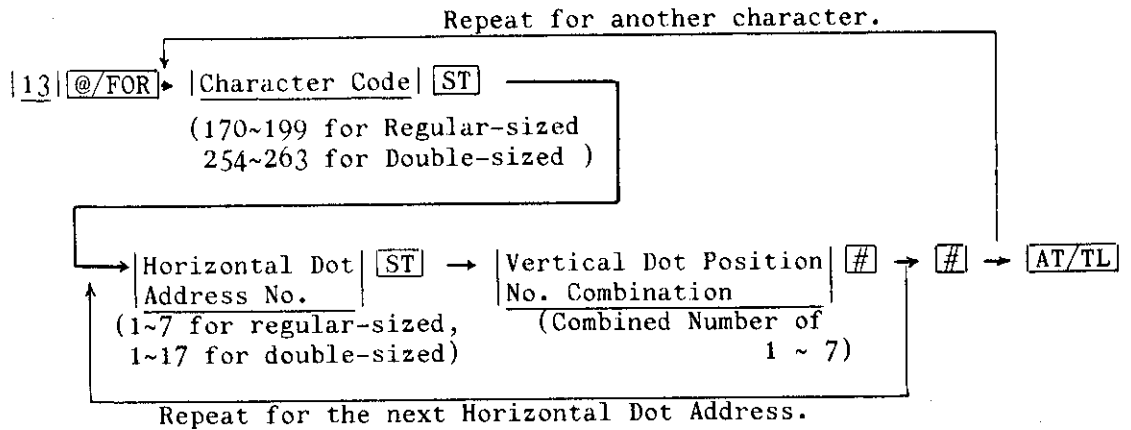 Repeat for another character.
|13| @/FOR |Character Code| ST
(170~199 for Regular-sized
254~263 for Double-sized )
Horizontal Dot ST → Vertical Dot Position # → # → AT/TL
Address No. No. Combination
(1~7 for regular-sized, (Combined Number of
1~17 for double-sized) 1 ~ 7)
Repeat for the next Horizontal Dot Address.